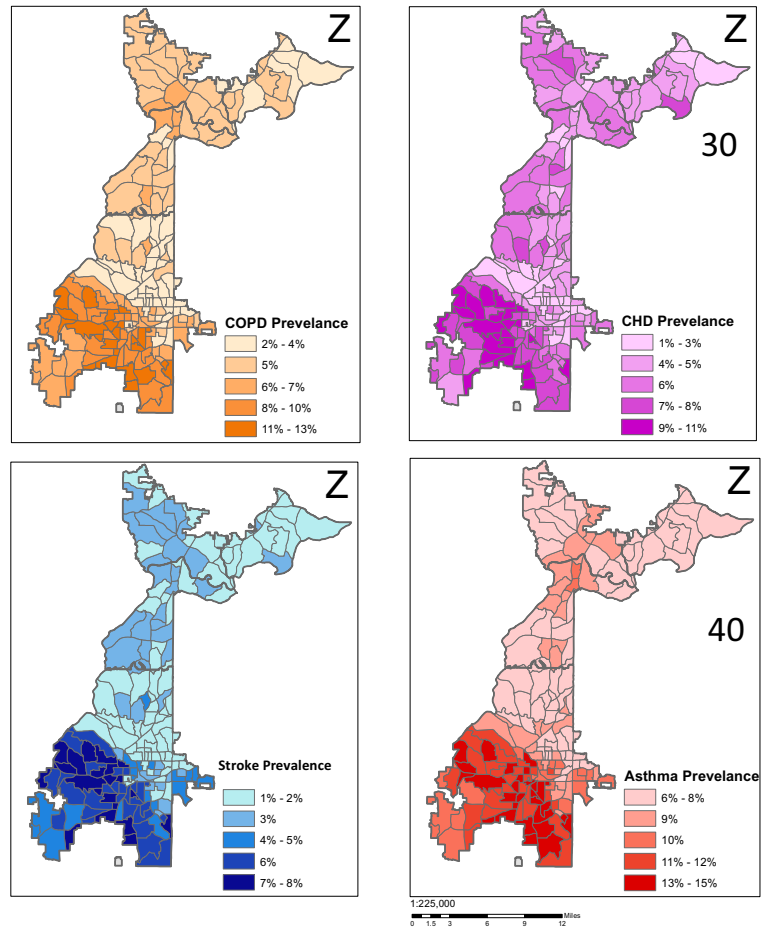 Z
COPD Prevelance
2% - 4%
5%
6% - 7%
8% - 10%
11% - 13%
Z
30
CHD Prevelance
1% - 3%
4% - 5%
6%
7% - 8%
9% - 11%
Z
Stroke Prevalence
1% - 2%
3%
4% - 5%
6%
7% - 8%
Z
40
Asthma Prevelance
6% - 8%
9%
10%
11% - 12%
13% - 15%
1:225,000
Miles
0 1.5 3 6 9 12